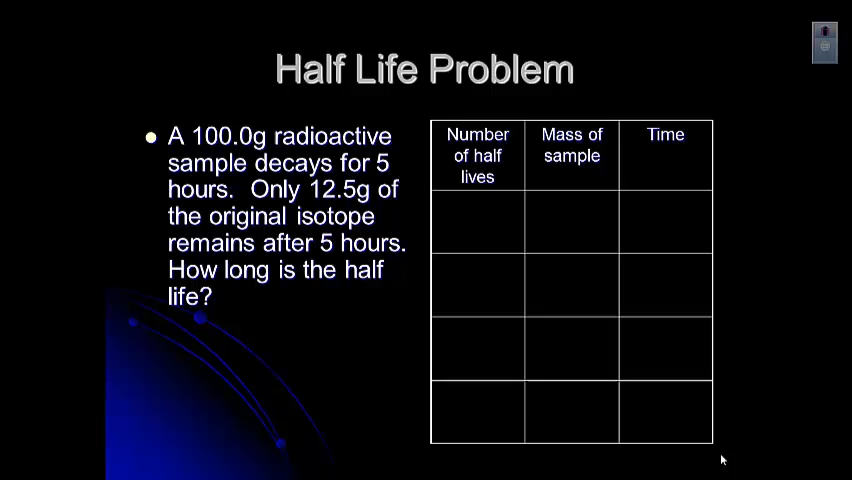 Half Life Problem
A 100.0g radioactive
sample decays for 5
hours. Only 12.5g of
the original isotope
remains after 5 hours.
How long is the half
life?
Number
of half
lives
Mass of
sample
Time